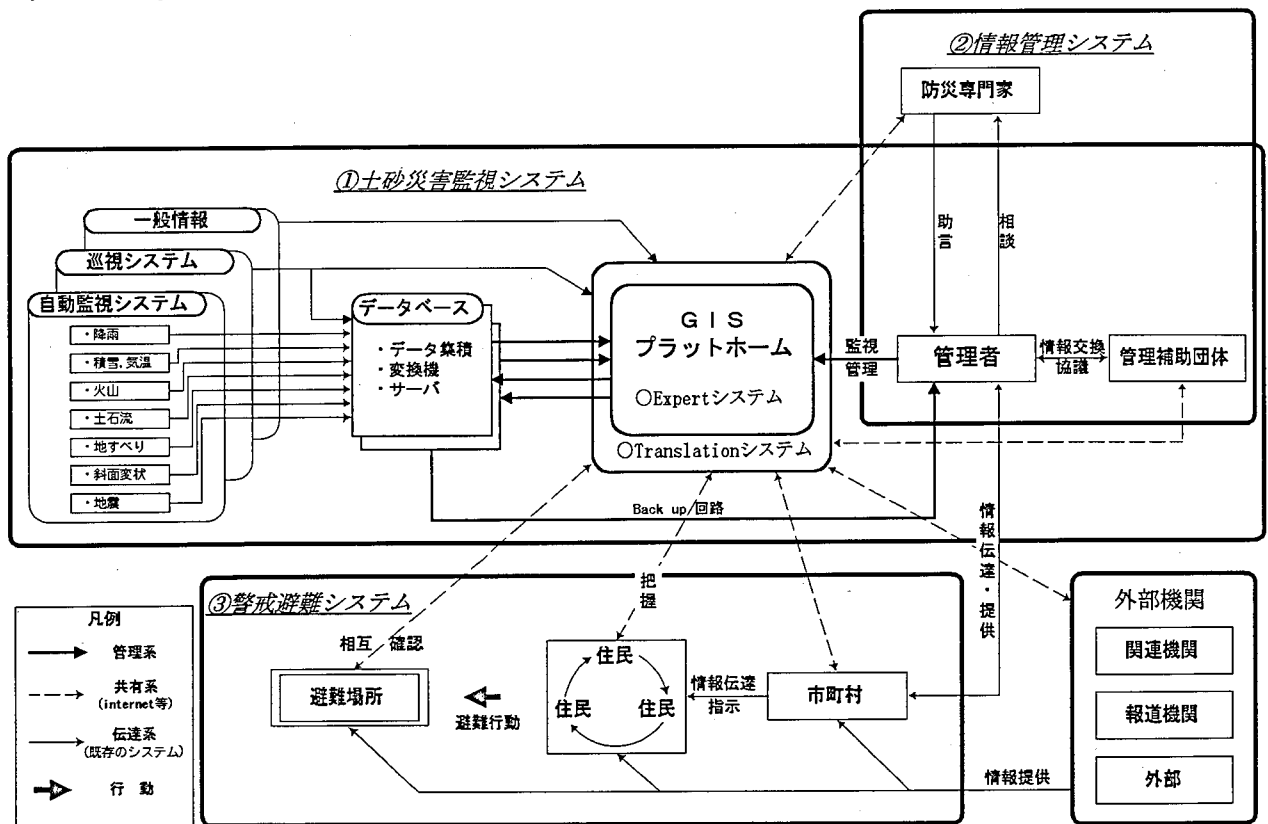 ②情報管理システム
防災専門家
①土砂災害監視システム
一般情報
巡視システム
自動監視システム
・降雨
・積雪,気温
・火山
・土石流
・地すべり
・斜面変状
・地震
データベース
・データ集積
・変換機
・サーバ
GIS
プラットホーム
○Expertシステム
○Translationシステム
助言
相談
監視
管理
管理者
情報交換
協議
管理補助団体
Back up/回路
情報伝達・提供
③警戒避難システム
把握
相互 確認
避難場所
避難行動
住民
住民
住民
情報伝達
指示
市町村
情報提供
外部機関
関連機関
報道機関
外部
凡例
管理系
共有系
(internet等)
伝達系
(既存のシステム)
行 動